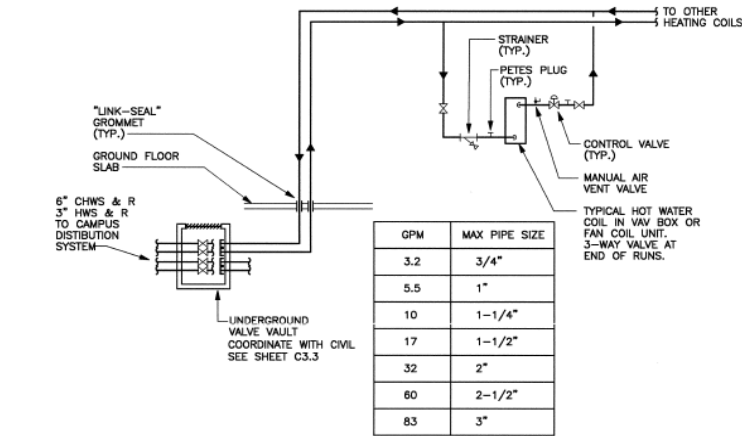 TO OTHER
HEATING COILS
STRAINER
(TYP.)
PETES PLUG
(TYP.)
"LINK-SEAL"
GROMMET
(TYP.)
GROUND FLOOR
SLAB
CONTROL VALVE
(TYP.)
MANUAL AIR
VENT VALVE
6" CHWS & R
3" HWS & R
TO CAMPUS
DISTIBUTION
SYSTEM
TYPICAL HOT WATER
COIL IN VAV BOX OR
FAN COIL UNIT.
3-WAY VALVE AT
END OF RUNS.
UNDERGROUND
VALVE VAULT
COORDINATE WITH CIVIL
SEE SHEET C3.3
GPM MAX PIPE SIZE
3.2 3/4"
5.5 1"
10 1-1/4"
17 1-1/2"
32 2"
60 2-1/2"
83 3"